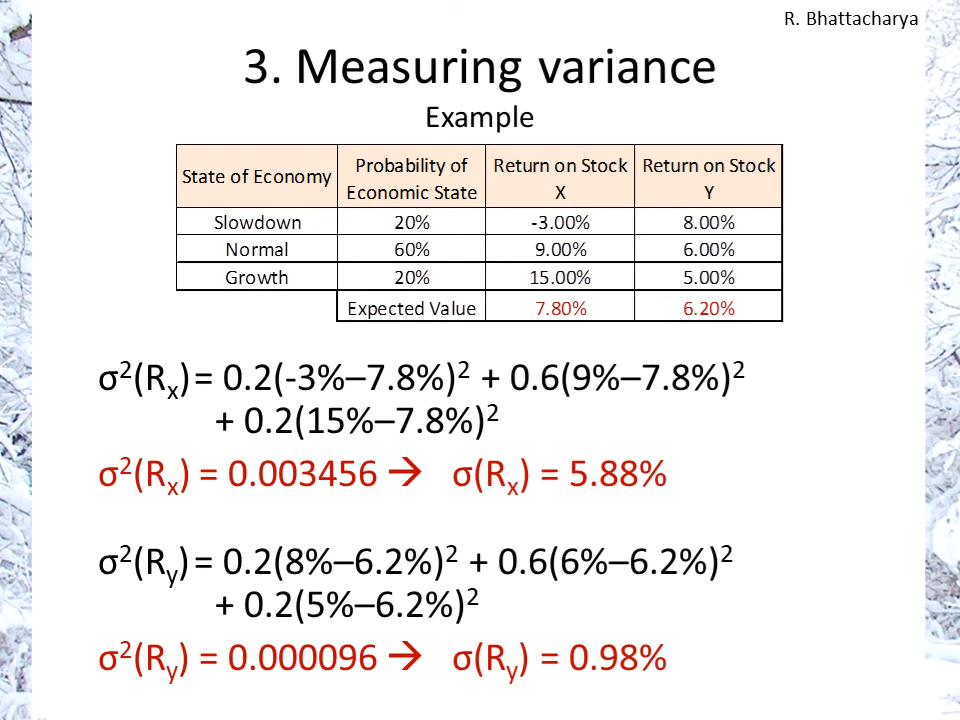 R. Bhattacharya
3. Measuring variance
Example
State of Economy | Probability of Economic State | Return on Stock X | Return on Stock Y
Slowdown | 20% | -3.00% | 8.00%
Normal | 60% | 9.00% | 6.00%
Growth | 20% | 15.00% | 5.00%
Expected Value | 7.80% | 6.20%
σ²(Rₓ) = 0.2(-3%–7.8%)² + 0.6(9%–7.8%)²
+ 0.2(15%–7.8%)²
σ²(Rₓ) = 0.003456 → σ(Rₓ) = 5.88%
σ²(Rᵧ) = 0.2(8%–6.2%)² + 0.6(6%–6.2%)²
+ 0.2(5%–6.2%)²
σ²(Rᵧ) = 0.000096 → σ(Rᵧ) = 0.98%